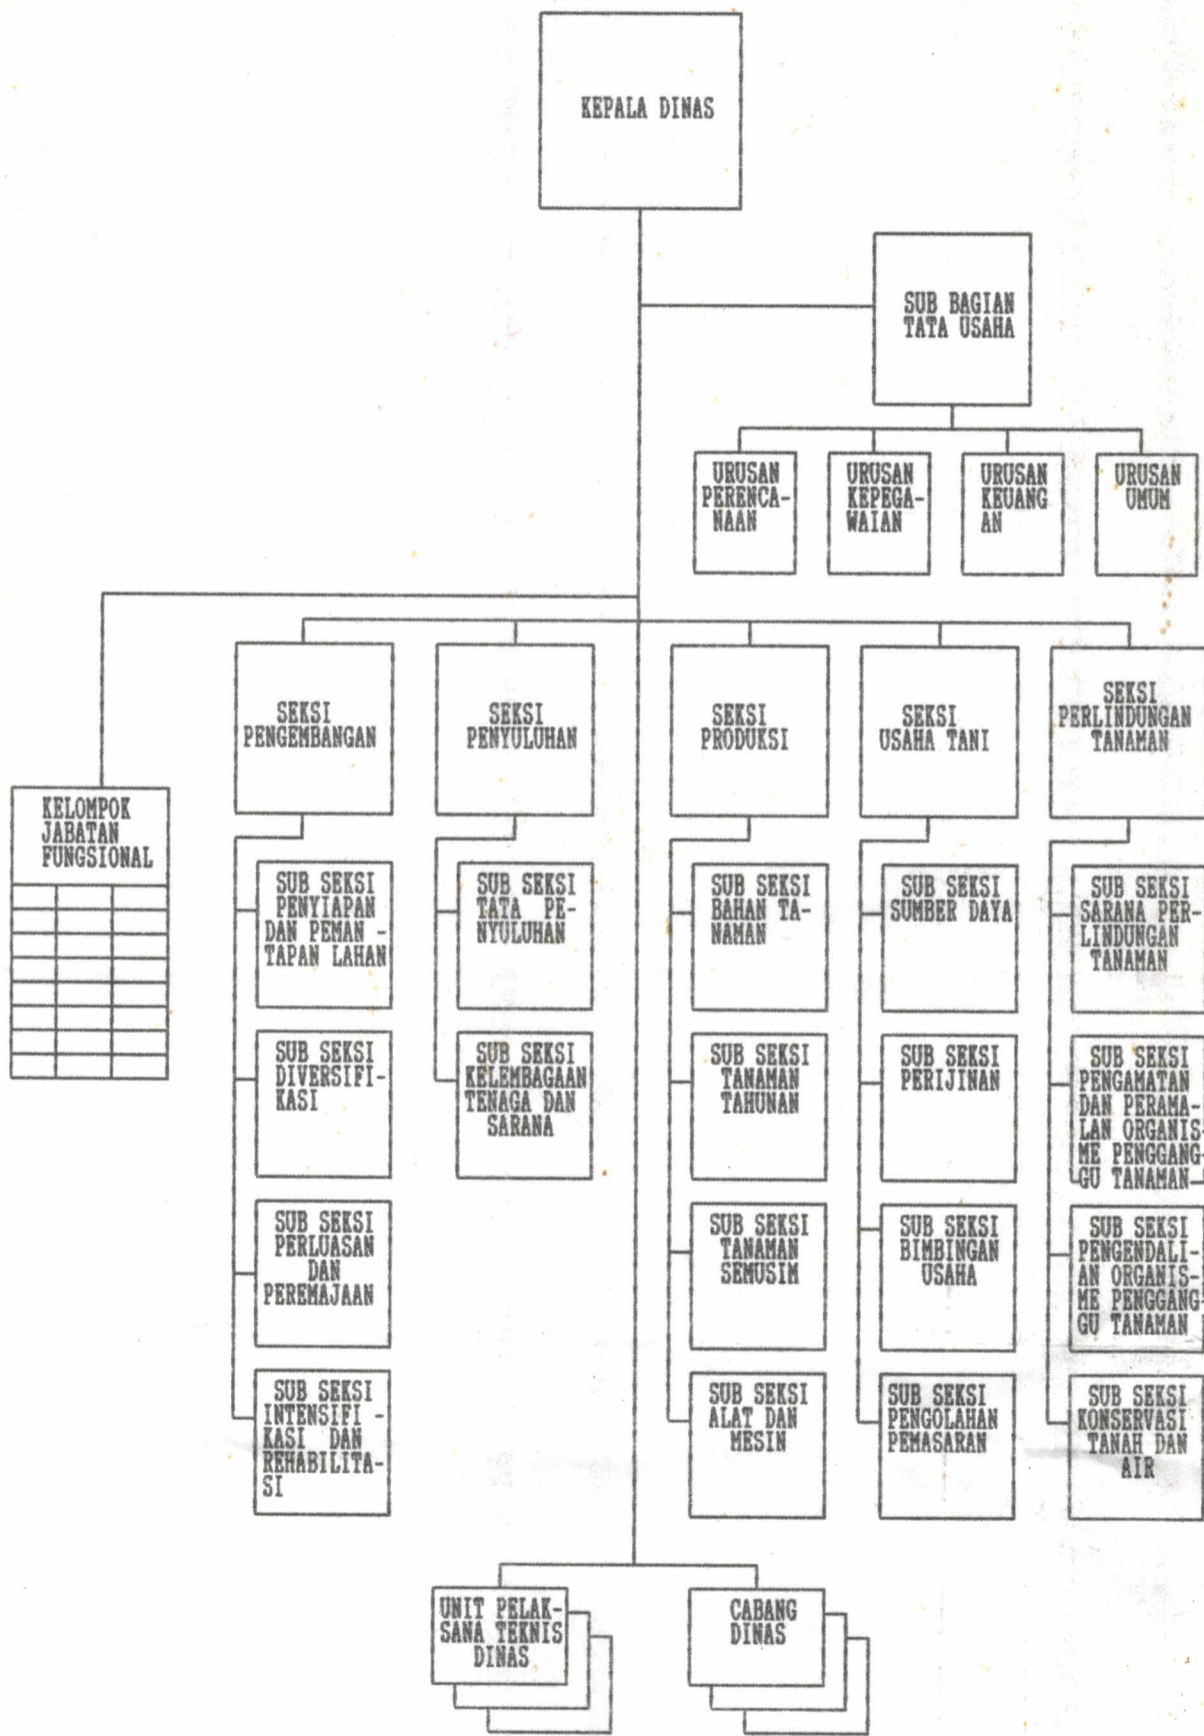 KEPALA DINAS
SUB BAGIAN
TATA USAHA
URUSAN
PERENCA-
NAAN
URUSAN
KEPEGA-
WAIAN
URUSAN
KEUANG
AN
URUSAN
UMUM
SEKSI
PENGEMBANGAN
SEKSI
PENYULUHAN
SEKSI
PRODUKSI
SEKSI
USAHA TANI
SEKSI
PERLINDUNGAN
TANAMAN
KELOMPOK
JABATAN
FUNGSIONAL
SUB SEKSI
PENYIAPAN
DAN PEMAN -
TAPAN LAHAN
SUB SEKSI
TATA PE-
NYULUHAN
SUB SEKSI
BAHAN TA-
NAMAN
SUB SEKSI
SUMBER DAYA
SUB SEKSI
SARANA PER-
LINDUNGAN
TANAMAN
SUB SEKSI
DIVERSIFI-
KASI
SUB SEKSI
KELEMBAGAAN
TENAGA DAN
SARANA
SUB SEKSI
TANAMAN
TAHUNAN
SUB SEKSI
PERIJINAN
SUB SEKSI
PENGAMATAN
DAN PERAMA-
LAN ORGANIS-
ME PENGGANG-
GU TANAMAN
SUB SEKSI
PERLUASAN
DAN
PEREMAJAAN
SUB SEKSI
TANAMAN
SEMUSIM
SUB SEKSI
BIMBINGAN
USAHA
SUB SEKSI
PENGENDALI-
AN ORGANIS-
ME PENGGANG-
GU TANAMAN
SUB SEKSI
INTENSIFI -
KASI DAN
REHABILITA-
SI
SUB SEKSI
ALAT DAN
MESIN
SUB SEKSI
PENGOLAHAN
PEMASARAN
SUB SEKSI
KONSERVASI
TANAH DAN
AIR
UNIT PELAK-
SANA TEKNIS
DINAS
CABANG
DINAS